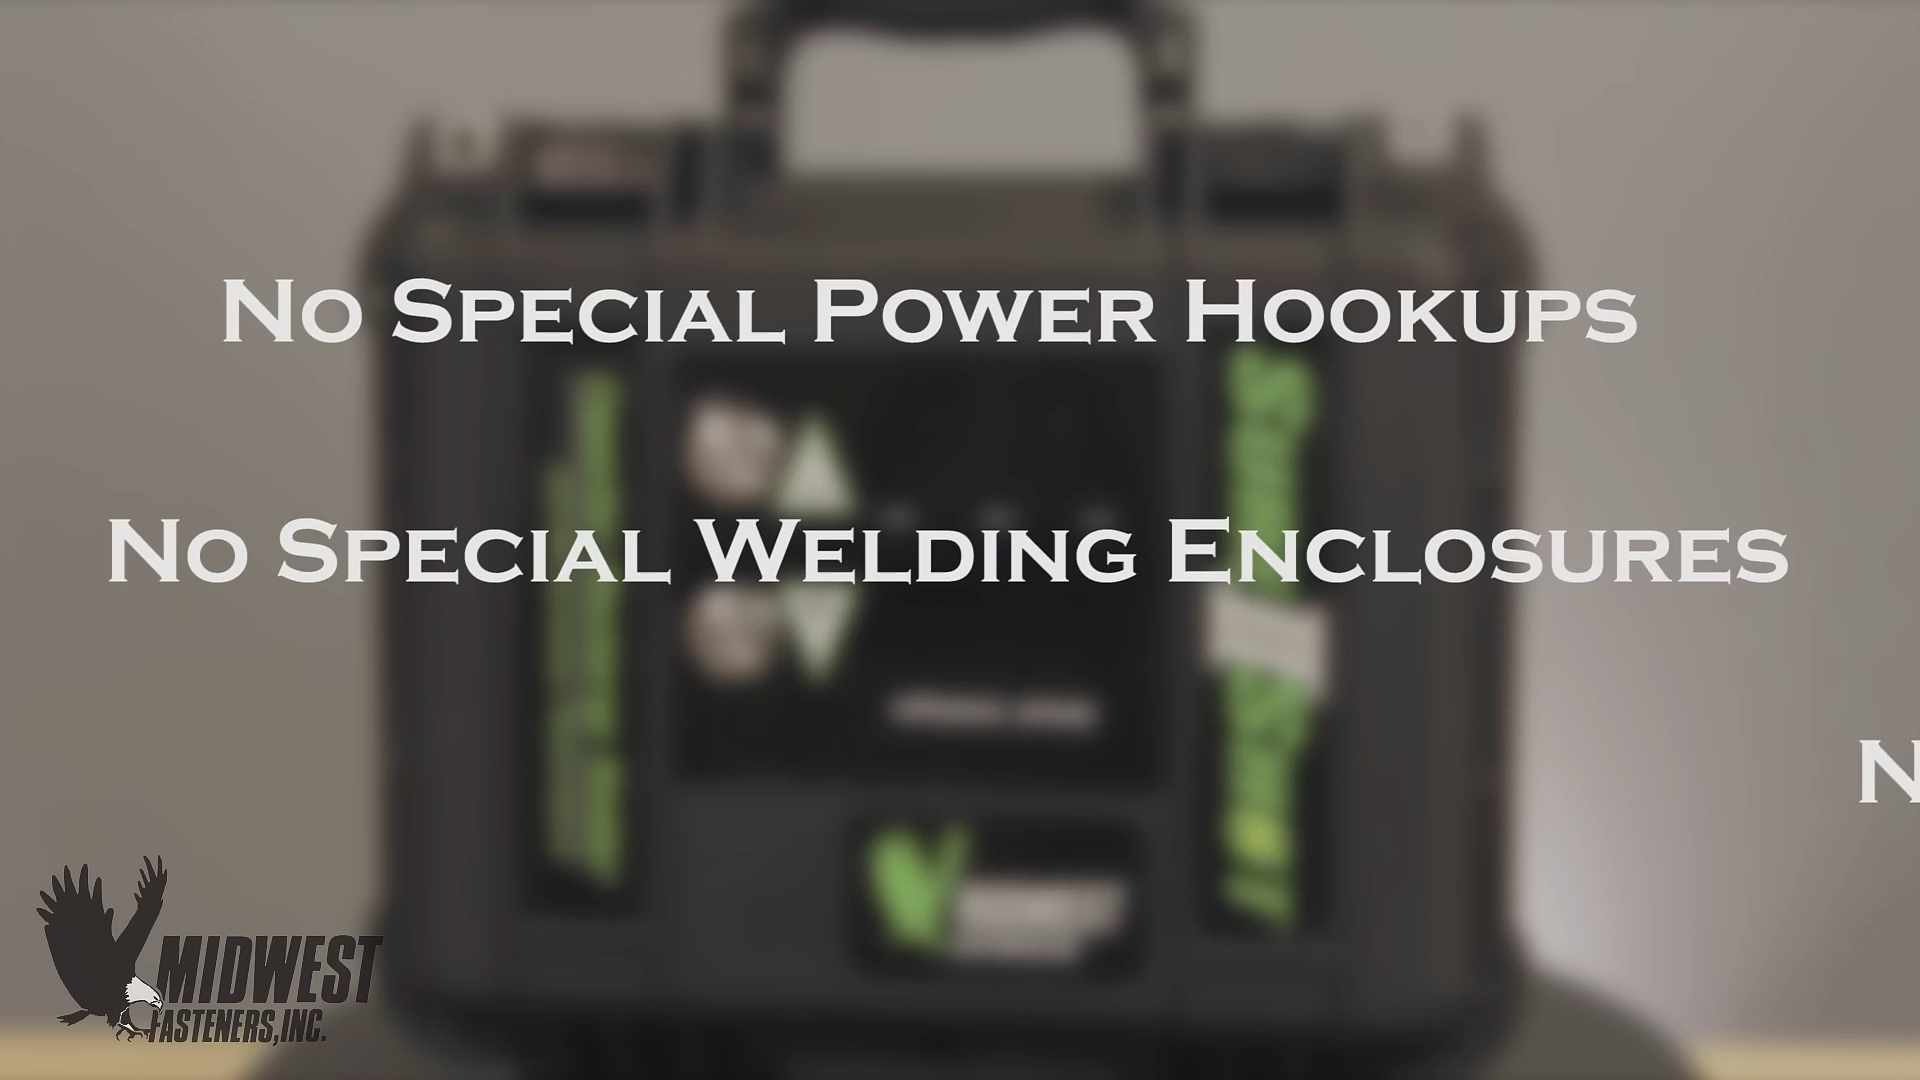 No Special Power Hookups
No Special Welding Enclosures
N
MIDWEST
FASTENERS, INC.